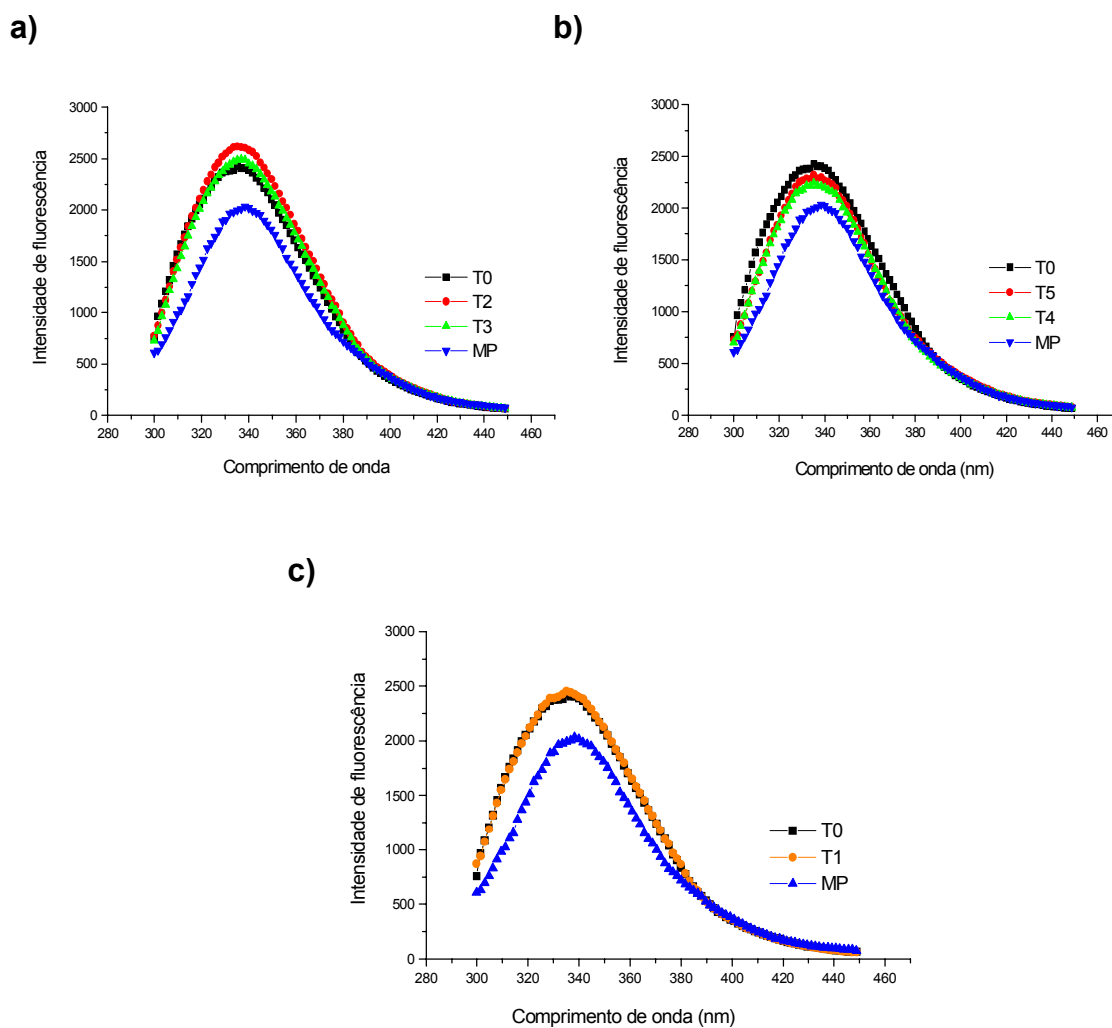 a)
Intensidade de fluorescência
3000
2500
2000
1500
1000
500
0
280 300 320 340 360 380 400 420 440 460
Comprimento de onda
T0
T2
T3
MP
b)
Intensidade de fluorescência
3000
2500
2000
1500
1000
500
0
280 300 320 340 360 380 400 420 440 460
Comprimento de onda (nm)
T0
T5
T4
MP
c)
Intensidade de fluorescência
3000
2500
2000
1500
1000
500
0
280 300 320 340 360 380 400 420 440 460
Comprimento de onda (nm)
T0
T1
MP